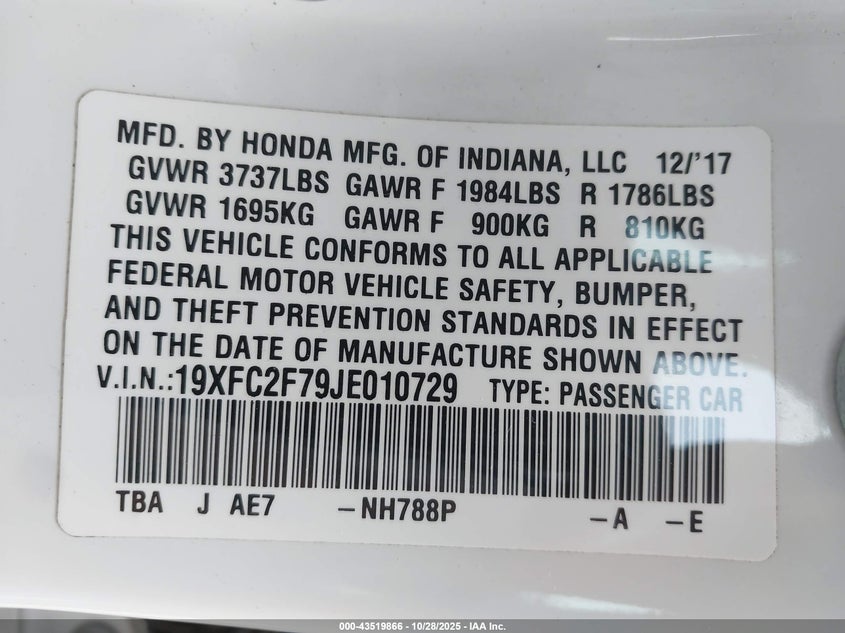 MFD. BY HONDA MFG. OF INDIANA, LLC 12/'17
GVWR 3737LBS GAWR F 1984LBS R 1786LBS
GVWR 1695KG GAWR F 900KG R 810KG
THIS VEHICLE CONFORMS TO ALL APPLICABLE
FEDERAL MOTOR VEHICLE SAFETY, BUMPER,
AND THEFT PREVENTION STANDARDS IN EFFECT
ON THE DATE OF MANUFACTURE SHOWN ABOVE.
V.I.N.:19XFC2F79JE010729 TYPE: PASSENGER CAR
TBA J AE7 -NH788P -A -E
000-43519866 - 10/28/2025 - IAA Inc.